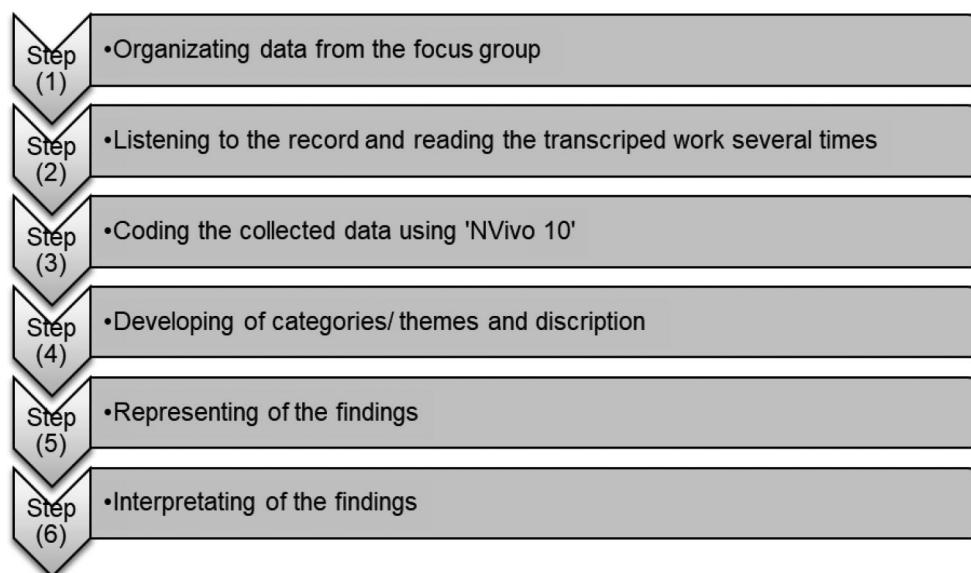 Step
(1)
•Organizating data from the focus group
Step
(2)
•Listening to the record and reading the transcriped work several times
Step
(3)
•Coding the collected data using 'NVivo 10'
Step
(4)
•Developing of categories/ themes and discription
Step
(5)
•Representing of the findings
Step
(6)
•Interpretating of the findings